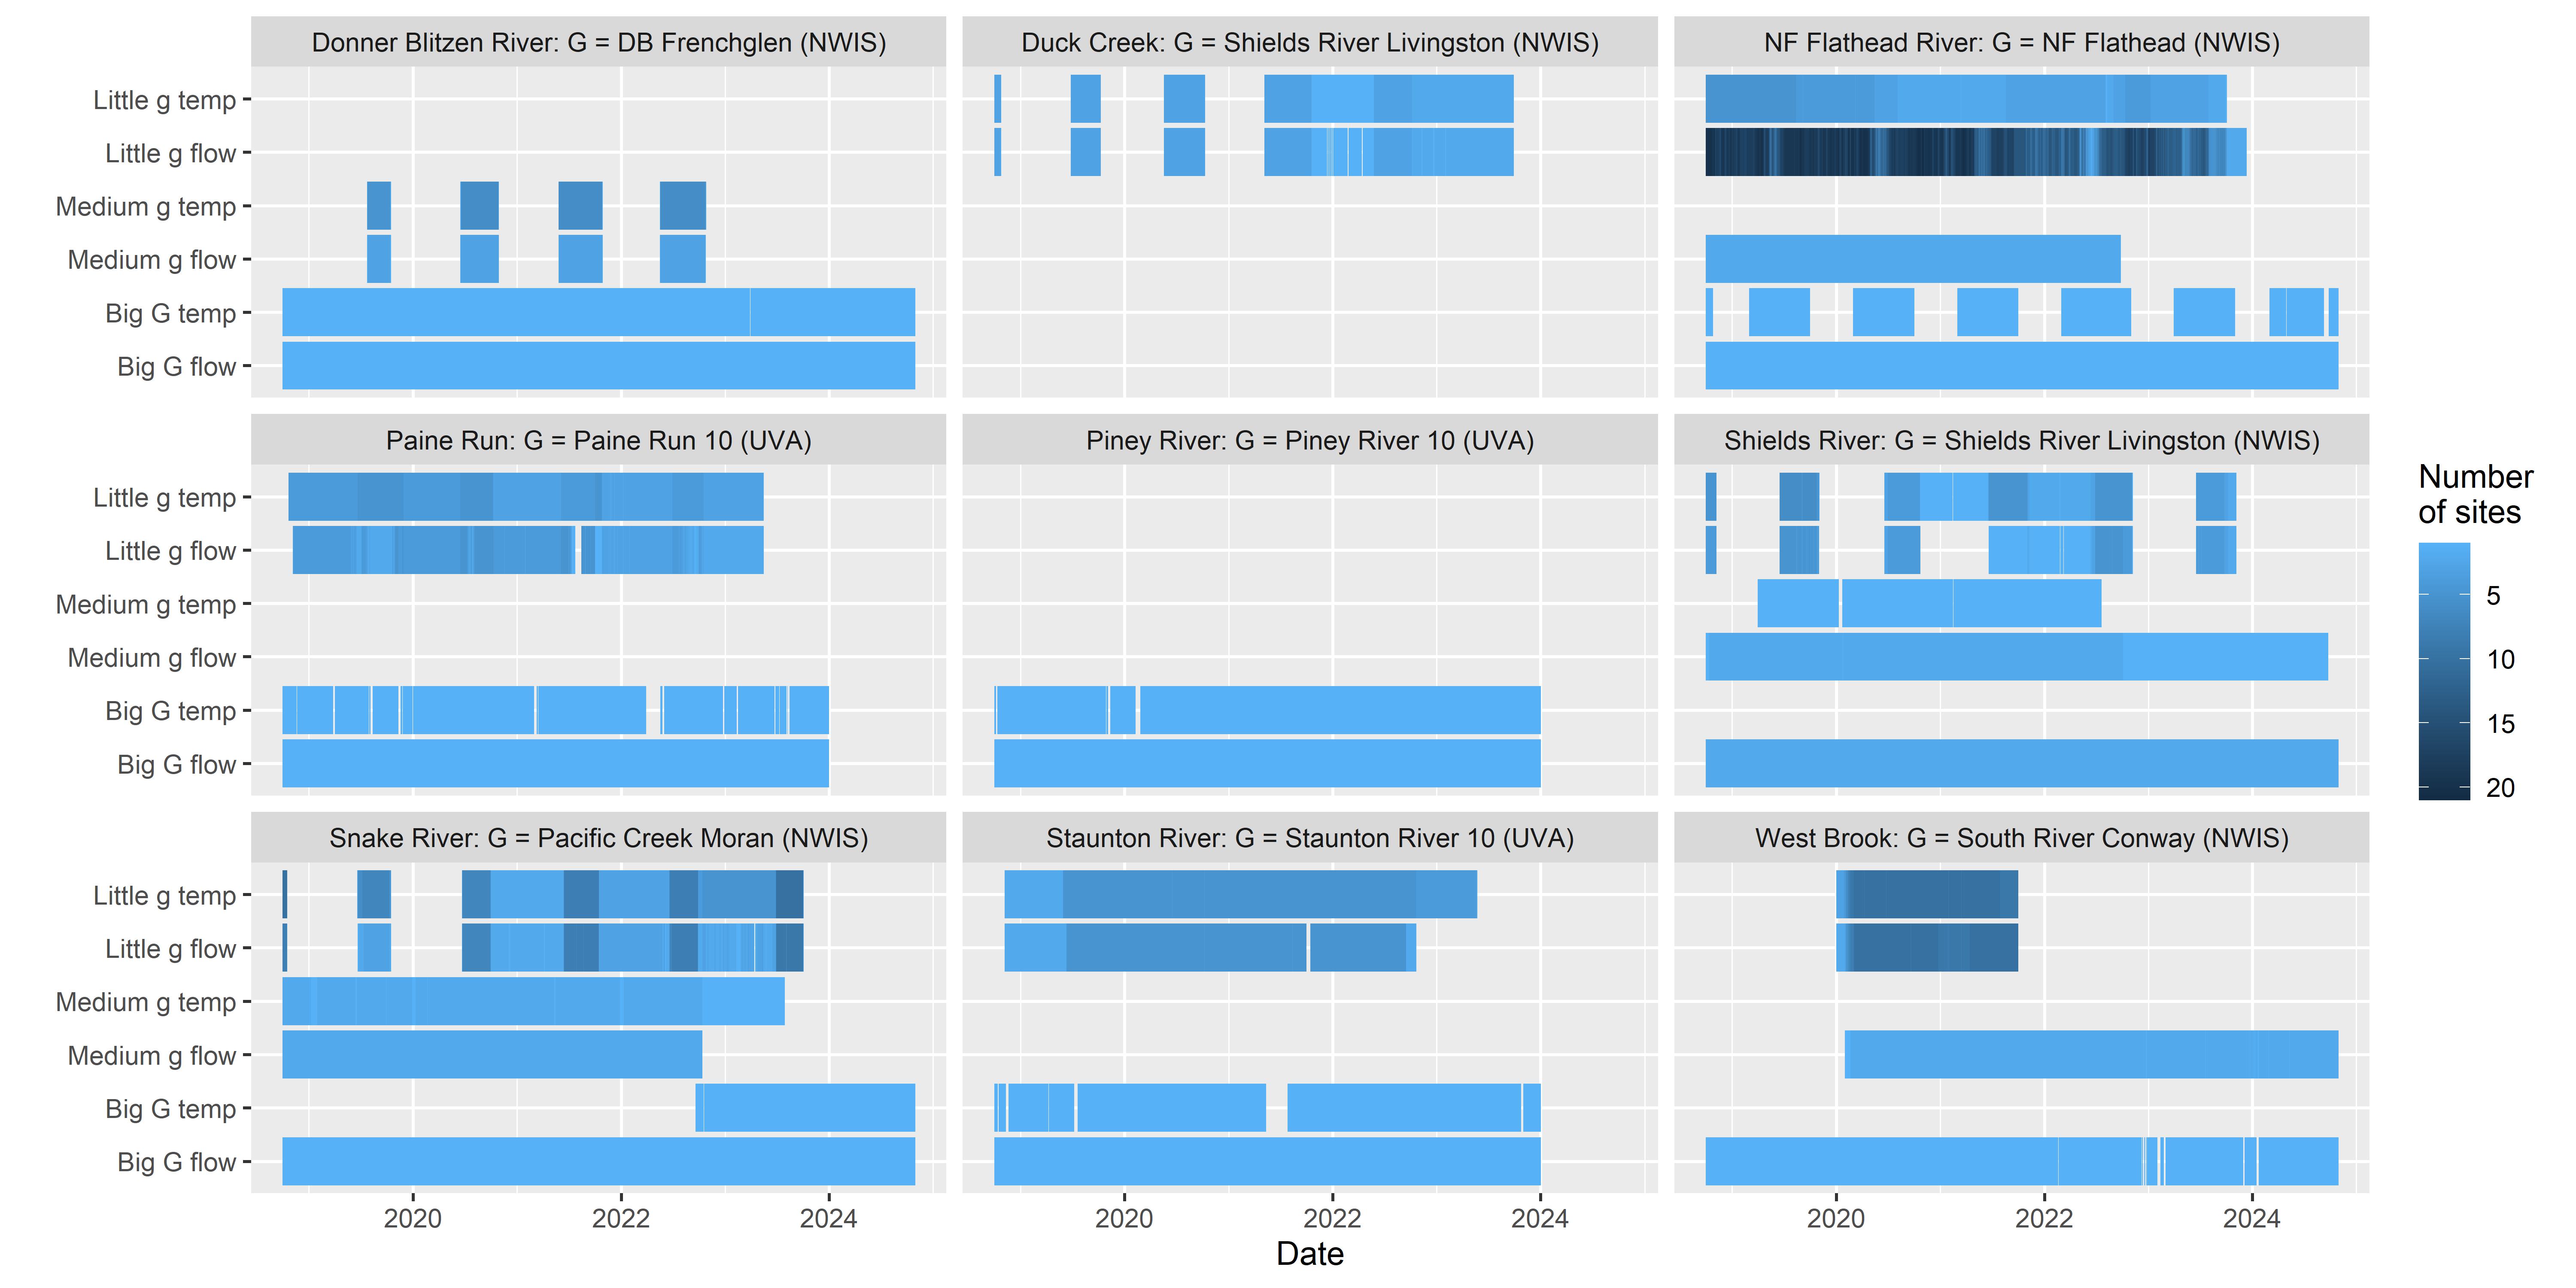 Donner Blitzen River: G = DB Frenchglen (NWIS)
Duck Creek: G = Shields River Livingston (NWIS)
NF Flathead River: G = NF Flathead (NWIS)
Little g temp
Little g flow
Medium g temp
Medium g flow
Big G temp
Big G flow
Paine Run: G = Paine Run 10 (UVA)
Piney River: G = Piney River 10 (UVA)
Shields River: G = Shields River Livingston (NWIS)
Little g temp
Little g flow
Medium g temp
Medium g flow
Big G temp
Big G flow
Snake River: G = Pacific Creek Moran (NWIS)
Staunton River: G = Staunton River 10 (UVA)
West Brook: G = South River Conway (NWIS)
Little g temp
Little g flow
Medium g temp
Medium g flow
Big G temp
Big G flow
2020
2022
2024
2020
2022
2024
2020
2022
2024
Date
Number
of sites
5
10
15
20